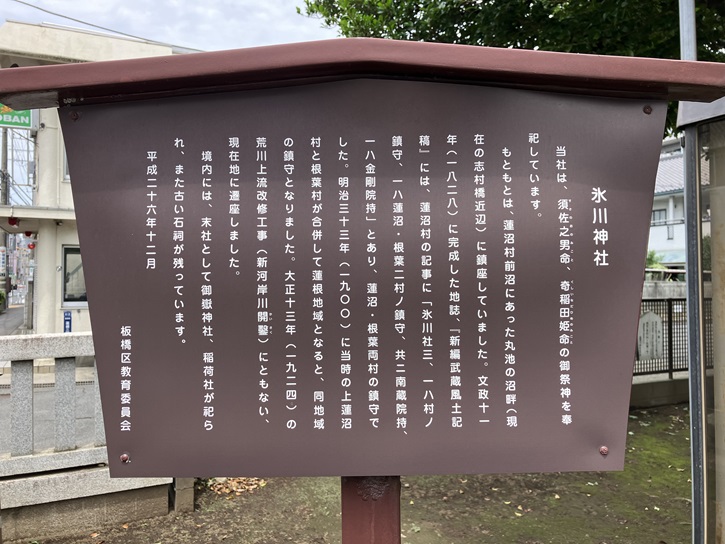 氷川神社
当社は、須佐之男命、奇稲田姫命の御祭神を奉
祀しています。
もともとは、蓮沼村前沼にあった丸池の沼畔(現
在の志村橋近辺)に鎮座していました。文政十一
年(一八二八)に完成した地誌、『新編武蔵風土記
稿』には、蓮沼村の記事に「氷川社三、一ハ村ノ
鎮守、一ハ蓮沼・根葉二村ノ鎮守、共ニ南蔵院持、
一ハ金剛院持」とあり、蓮沼・根葉両村の鎮守で
した。明治三十三年(一九〇〇)に当時の上蓮沼
村と根葉村が合併して蓮根地域となると、同地域
の鎮守となりました。大正十三年(一九二四)の
荒川上流改修工事(新河岸川開鑿)にともない、
現在地に遷座しました。
境内には、末社として御嶽神社、稲荷社が祀ら
れ、また古い石祠が残っています。
平成二十六年十二月
板橋区教育委員会
OBAN